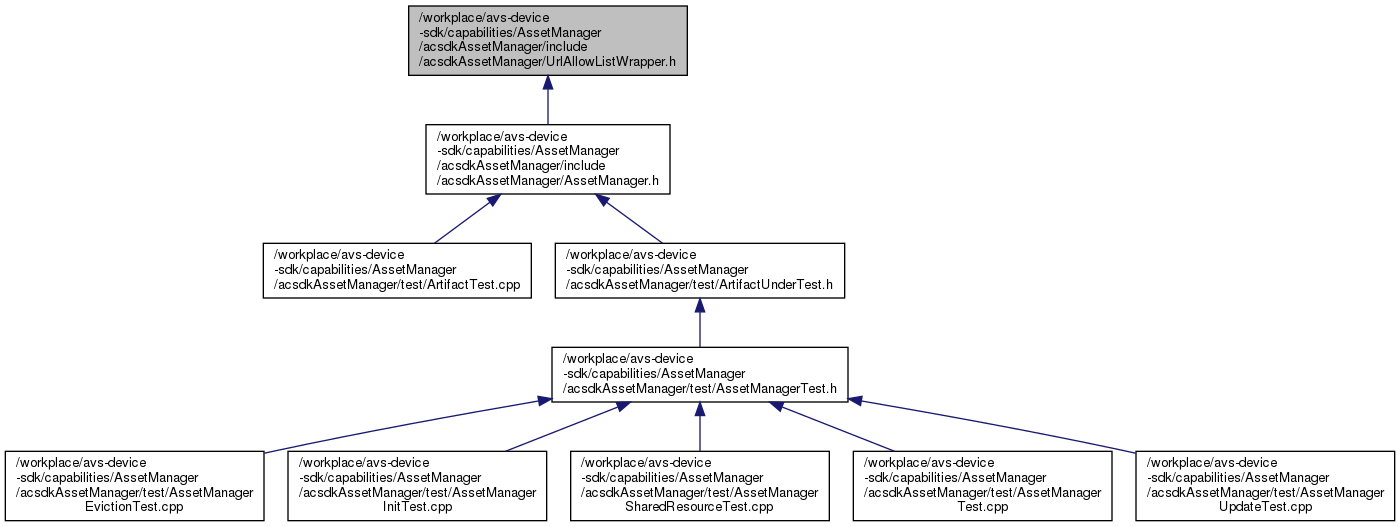 /workplace/avs-device
-sdk/capabilities/AssetManager
/acsdkAssetManager/include
/acsdkAssetManager/UrlAllowListWrapper.h
/workplace/avs-device
-sdk/capabilities/AssetManager
/acsdkAssetManager/include
/acsdkAssetManager/AssetManager.h
/workplace/avs-device
-sdk/capabilities/AssetManager
/acsdkAssetManager/test/ArtifactTest.cpp
/workplace/avs-device
-sdk/capabilities/AssetManager
/acsdkAssetManager/test/ArtifactUnderTest.h
/workplace/avs-device
-sdk/capabilities/AssetManager
/acsdkAssetManager/test/AssetManagerTest.h
/workplace/avs-device
-sdk/capabilities/AssetManager
/acsdkAssetManager/test/AssetManager
EvictionTest.cpp
/workplace/avs-device
-sdk/capabilities/AssetManager
/acsdkAssetManager/test/AssetManager
InitTest.cpp
/workplace/avs-device
-sdk/capabilities/AssetManager
/acsdkAssetManager/test/AssetManager
SharedResourceTest.cpp
/workplace/avs-device
-sdk/capabilities/AssetManager
/acsdkAssetManager/test/AssetManager
Test.cpp
/workplace/avs-device
-sdk/capabilities/AssetManager
/acsdkAssetManager/test/AssetManager
UpdateTest.cpp